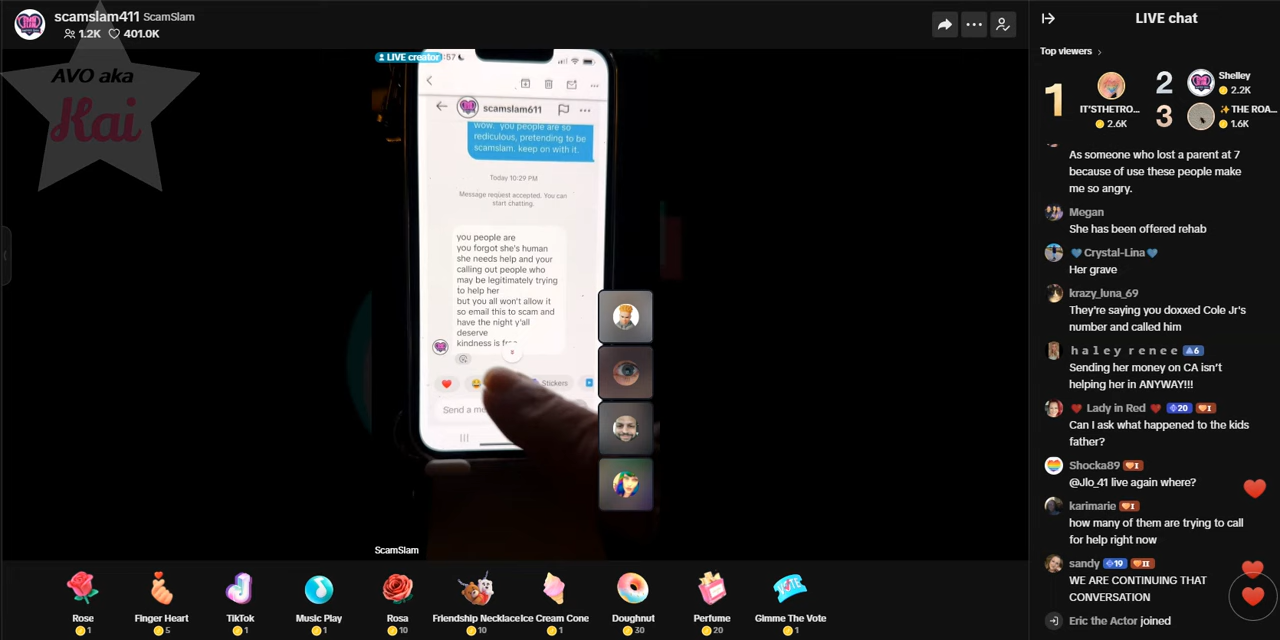 scamslam411 ScamSlam
1.2K 401.0K
AVO aka
Kai
LIVE creator
:57
scamslam611
wow. you people are so
rediculous, pretending to be
scamslam. keep on with it.
Today 10:29 PM
Message request accepted. You can
start chatting.
you people are
you forgot she's human
she needs help and your
calling out people who
may be legitimately trying
to help her
but you all won't allow it
so email this to scam and
have the night y'all
deserve
kindness is
Stickers
Send a
ScamSlam
Rose
1
Finger Heart
5
TikTok
1
Music Play
1
Rosa
10
Friendship Necklace
10
Ice Cream Cone
1
Doughnut
30
Perfume
20
Gimme The Vote
1
LIVE chat
Top viewers
1
IT'STHETRO...
2.6K
2
Shelley
2.2K
3
THE ROA...
1.6K
As someone who lost a parent at 7
because of use these people make
me so angry.
Megan
She has been offered rehab
Crystal-Lina
Her grave
krazy_luna_69
They're saying you doxxed Cole Jr's
number and called him
haley renee 6
Sending her money on CA isn't
helping her in ANYWAY!!!
Lady in Red 20 I
Can I ask what happened to the kids
father?
Shocka89 I
@Jlo_41 live again where?
karimarie I
how many of them are trying to call
for help right now
sandy 19 II
WE ARE CONTINUING THAT
CONVERSATION
Eric the Actor joined